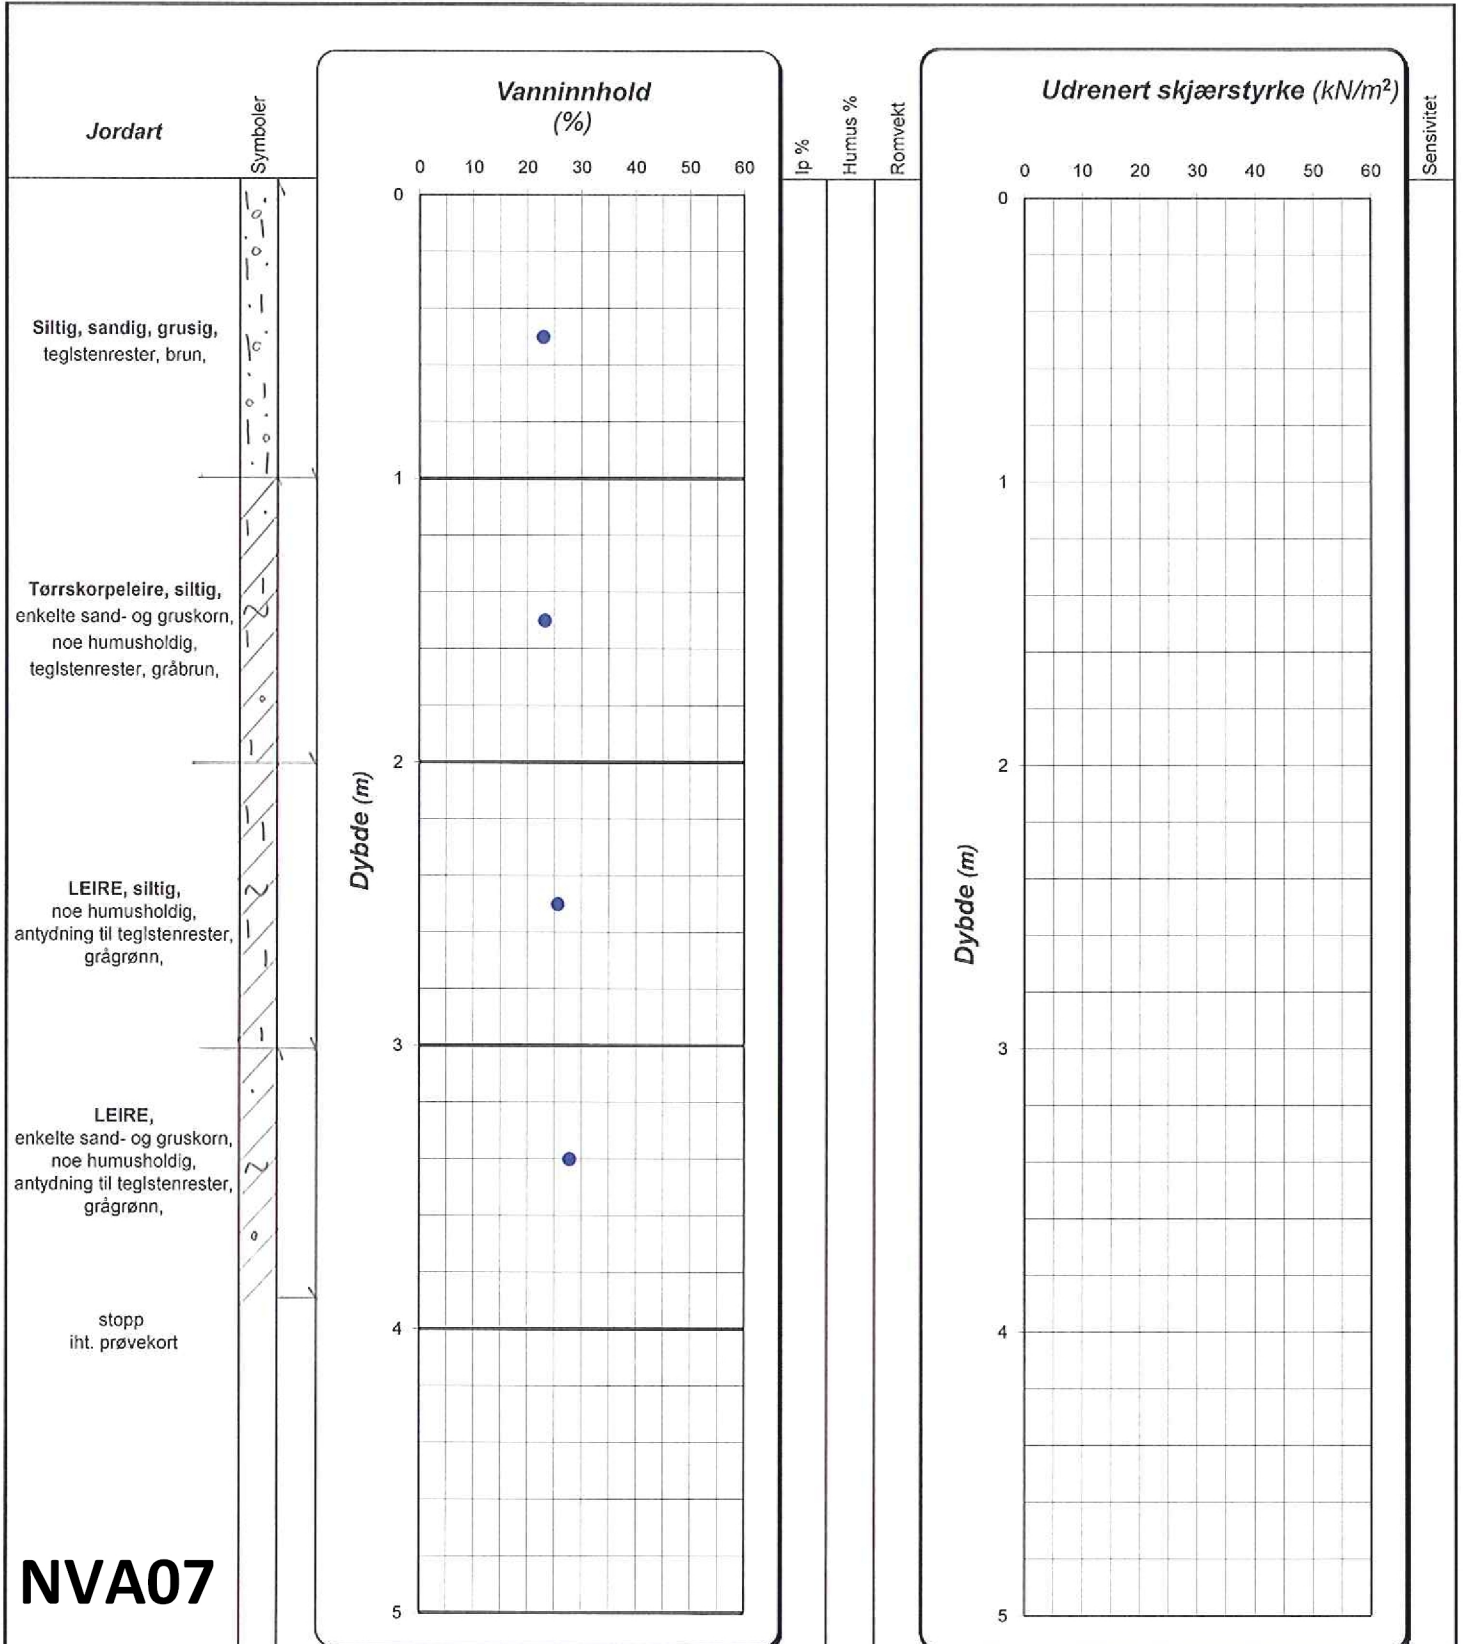 Jordart
Symboler
Vanninnhold
(%)
Ip %
Humus %
Romvekt
Udrenert skjærstyrke (kN/m²)
Sensivitet
0 10 20 30 40 50 60
0 10 20 30 40 50 60
0
1
2
3
4
5
Dybde (m)
0
1
2
3
4
5
Dybde (m)
Siltig, sandig, grusig,
teglstenrester, brun,
Tørrskorpeleire, siltig,
enkelte sand- og gruskorn,
noe humusholdig,
teglstenrester, gråbrun,
LEIRE, siltig,
noe humusholdig,
antydning til teglstenrester,
grågrønn,
LEIRE,
enkelte sand- og gruskorn,
noe humusholdig,
antydning til teglstenrester,
grågrønn,
stopp
iht. prøvekort
NVA07